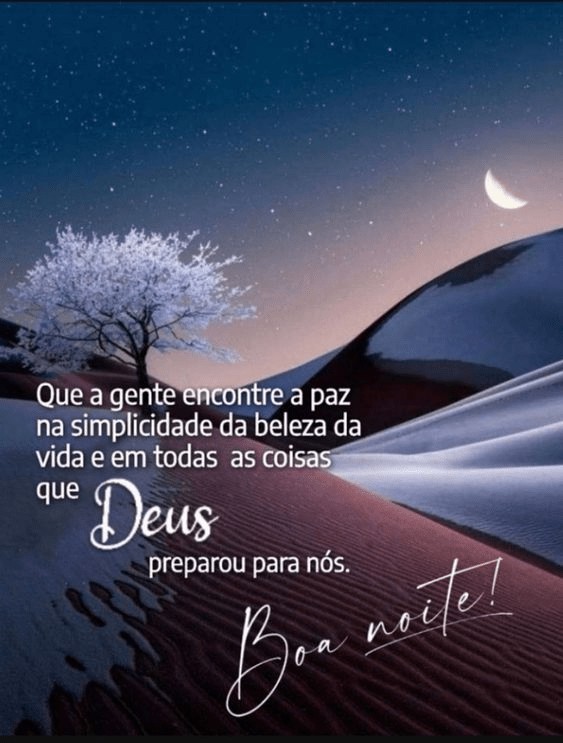 Que a gente encontre a paz
na simplicidade da beleza da
vida e em todas as coisas
que Deus
preparou para nós.
Boa noite!